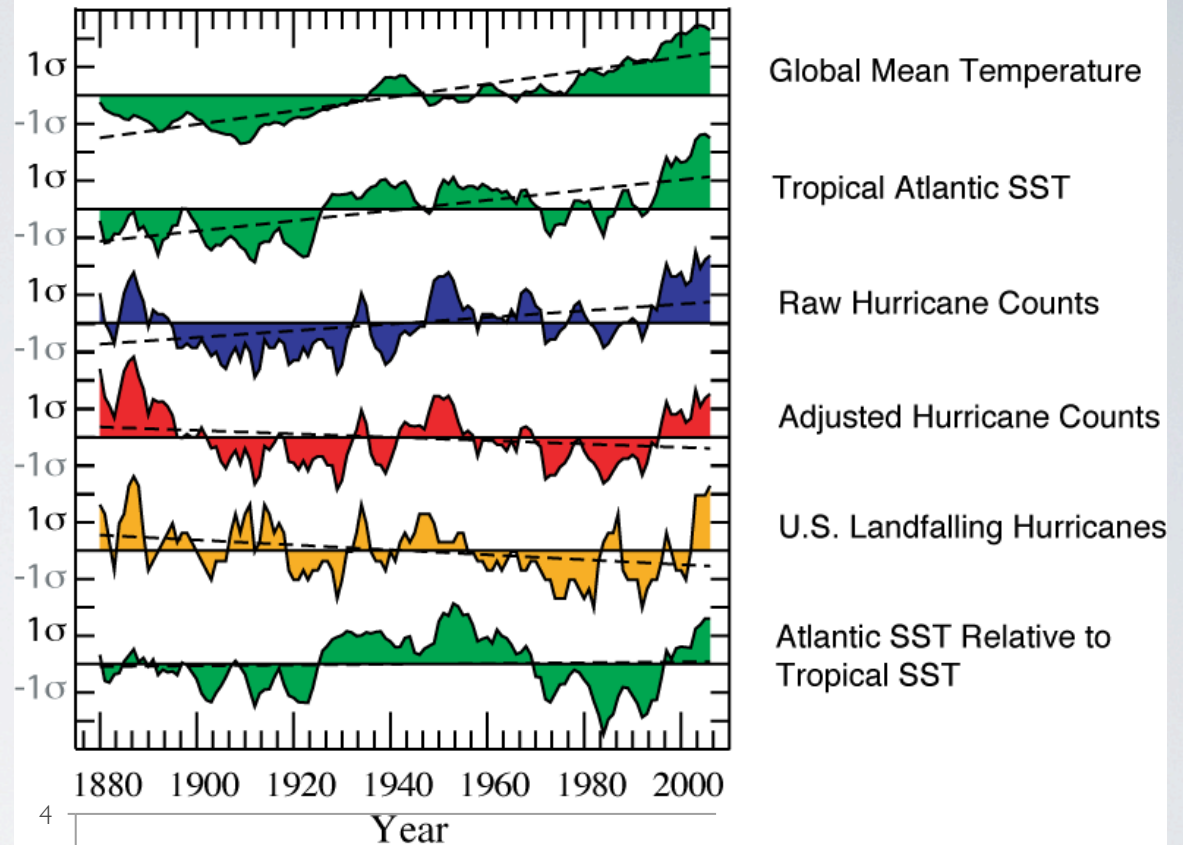 1σ
-1σ
Global Mean Temperature
1σ
-1σ
Tropical Atlantic SST
1σ
-1σ
Raw Hurricane Counts
1σ
-1σ
Adjusted Hurricane Counts
1σ
-1σ
U.S. Landfalling Hurricanes
1σ
-1σ
Atlantic SST Relative to
Tropical SST
1880 1900 1920 1940 1960 1980 2000
Year
4